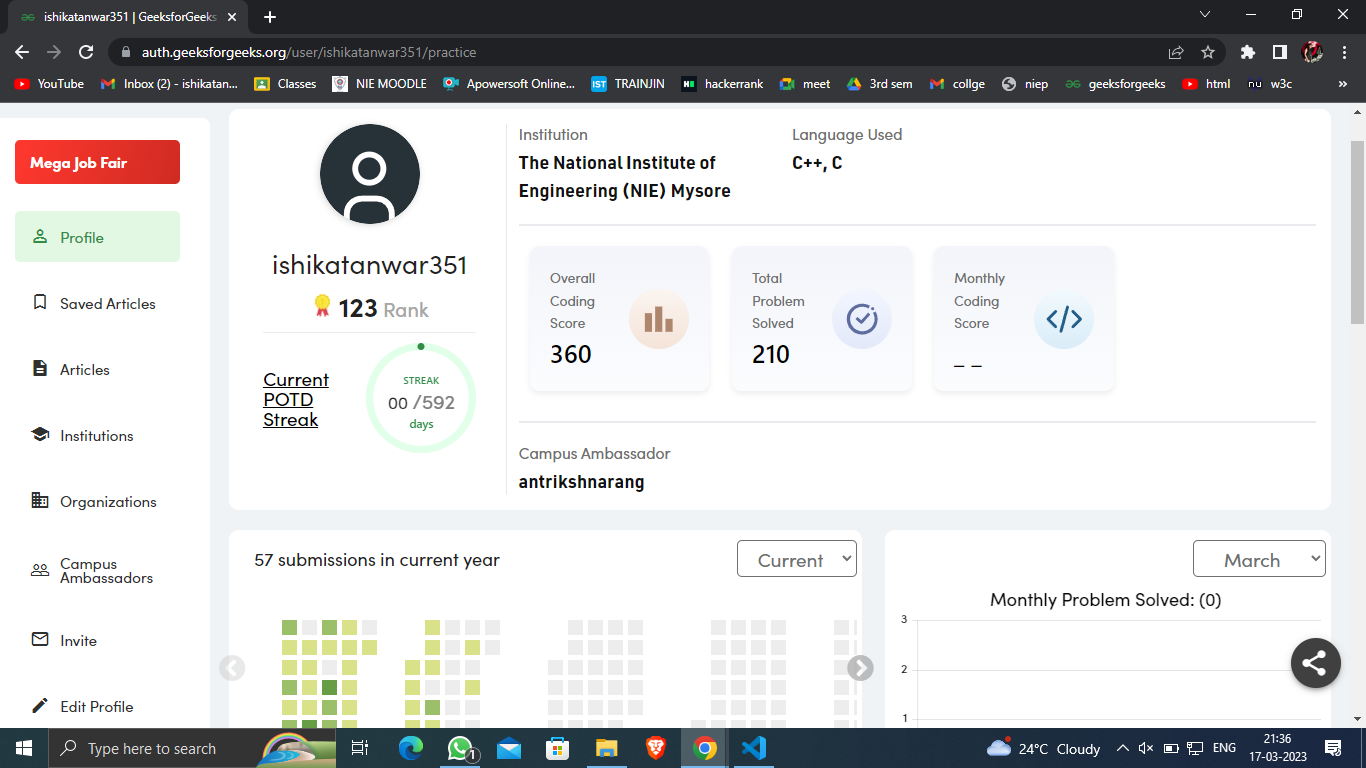 ishikatanwar351 | GeeksforGeeks
auth.geeksforgeeks.org/user/ishikatanwar351/practice
YouTube
Inbox (2) - ishikatan...
Classes
NIE MOODLE
Apowersoft Online...
IST
TRANJIN
hackerrank
meet
3rd sem
collge
niep
geeksforgeeks
html
nu
w3c
»
Mega Job Fair
Profile
Saved Articles
Articles
Institutions
Organizations
Campus
Ambassadors
Invite
Edit Profile
ishikatanwar351
123 Rank
Current
POTD
Streak
STREAK
00 /592
days
Institution
The National Institute of
Engineering (NIE) Mysore
Language Used
C++, C
Overall
Coding
Score
360
Total
Problem
Solved
210
Monthly
Coding
Score
_ _
Campus Ambassador
antrikshnarang
57 submissions in current year
Current
March
Monthly Problem Solved: (0)
3
2
1
Type here to search
1
24°C Cloudy
ENG
21:36
17-03-2023